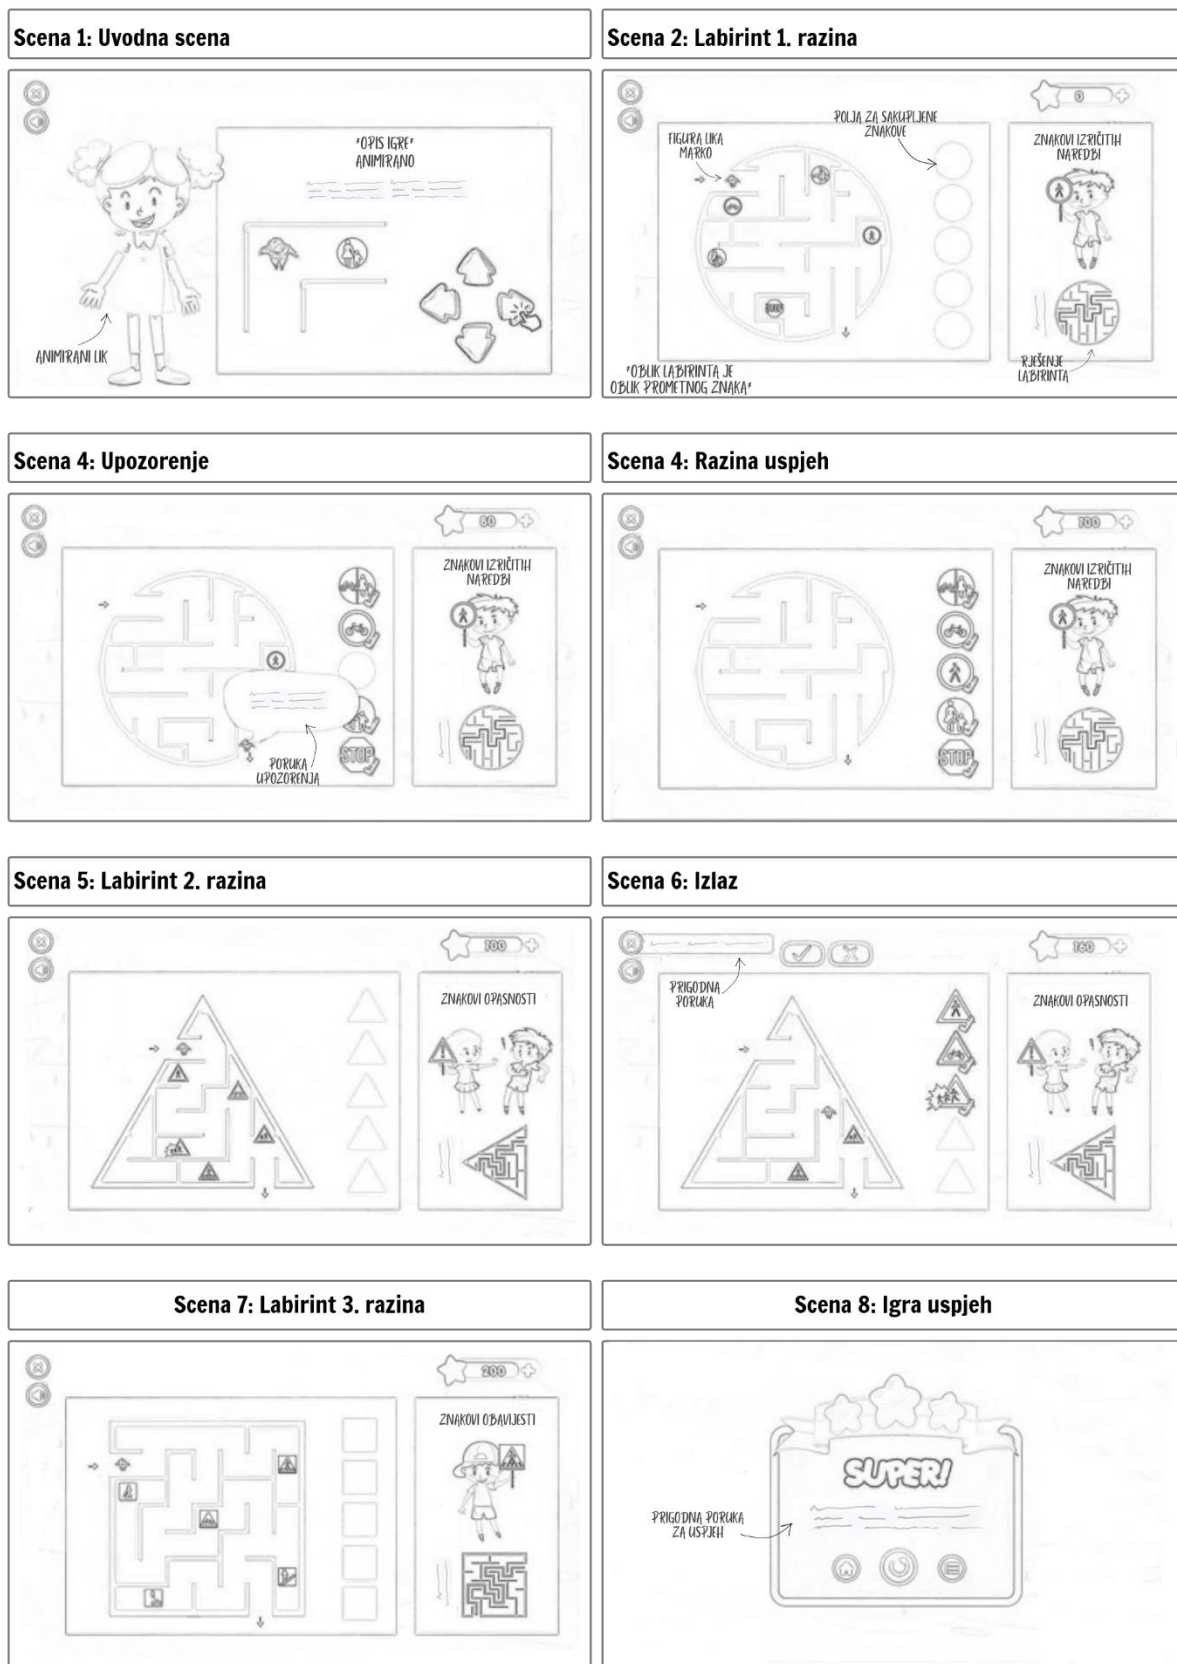 Scena 1: Uvodna scena
*OPIS IGRE*
ANIMIRANO
ANIMIRANI LIK
Scena 2: Labirint 1. razina
0
POLJA ZA SAKUPLJENE
ZNAKOVE
FIGURA LIKA
MARKO
ZNAKOVI IZRIČITIH
NAREDBI
STOP
*OBLIK LABIRINTA JE
OBLIK PROMETNOG ZNAKA*
RJEŠENJE
LABIRINTA
Scena 4: Upozorenje
80
ZNAKOVI IZRIČITIH
NAREDBI
STOP
PORUKA
UPOZORENJA
Scena 4: Razina uspjeh
100
ZNAKOVI IZRIČITIH
NAREDBI
STOP
Scena 5: Labirint 2. razina
100
ZNAKOVI OPASNOSTI
Scena 6: Izlaz
160
PRIGODNA
PORUKA
ZNAKOVI OPASNOSTI
Scena 7: Labirint 3. razina
200
ZNAKOVI OBAVIJESTI
Scena 8: Igra uspjeh
SUPER!
PRIGODNA PORUKA
ZA USPJEH